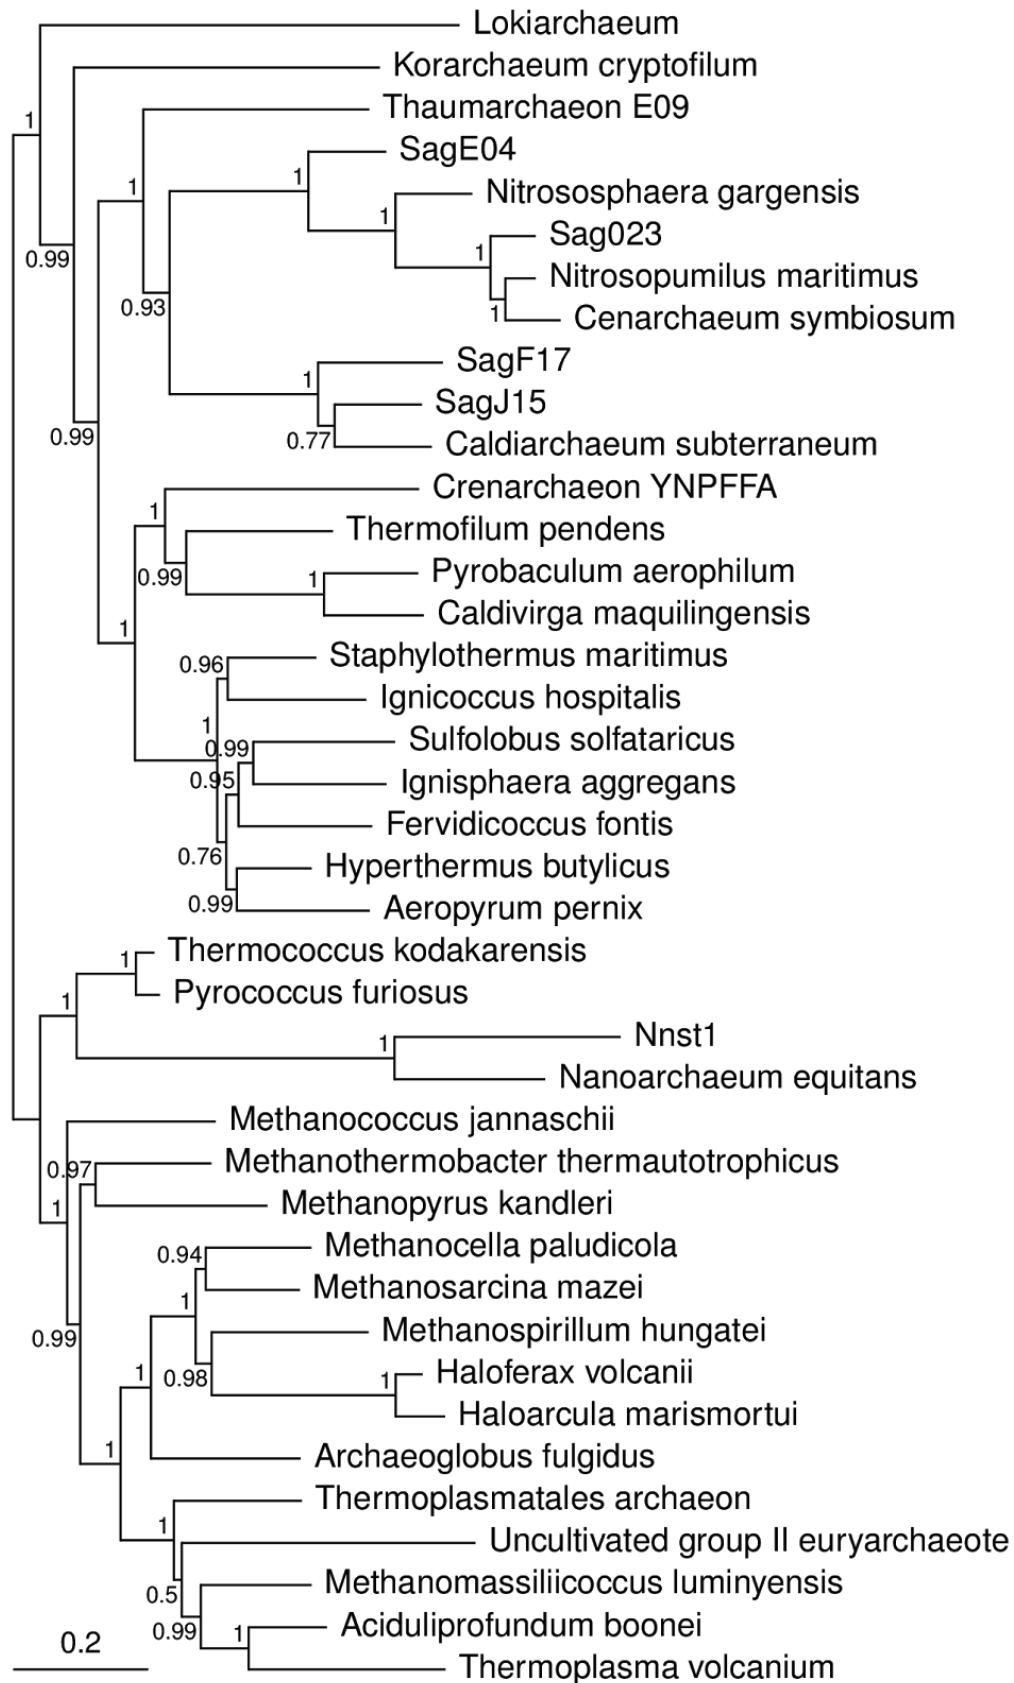 Lokiarchaeum
Korarchaeum cryptofilum
Thaumarchaeon E09
1
SagE04
1
1
Nitrososphaera gargensis
1
Sag023
1
0.99
Nitrosopumilus maritimus
0.93
1
Cenarchaeum symbiosum
SagF17
1
SagJ15
0.99
0.77
Caldiarchaeum subterraneum
Crenarchaeon YNPFFA
1
Thermofilum pendens
0.99
1
Pyrobaculum aerophilum
Caldivirga maquilingensis
1
Staphylothermus maritimus
0.96
Ignicoccus hospitalis
1
Sulfolobus solfataricus
0.99
0.95
Ignisphaera aggregans
Fervidicoccus fontis
0.76
Hyperthermus butylicus
0.99
Aeropyrum pernix
1
Thermococcus kodakarensis
1
Pyrococcus furiosus
1
Nnst1
Nanoarchaeum equitans
Methanococcus jannaschii
0.97
Methanothermobacter thermautotrophicus
1
Methanopyrus kandleri
0.94
Methanocella paludicola
1
Methanosarcina mazei
0.99
Methanospirillum hungatei
1
0.98
1
Haloferax volcanii
Haloarcula marismortui
1
Archaeoglobus fulgidus
Thermoplasmatales archaeon
1
Uncultivated group II euryarchaeote
0.5
Methanomassiliicoccus luminyensis
0.99
1
Aciduliprofundum boonei
0.2
Thermoplasma volcanium